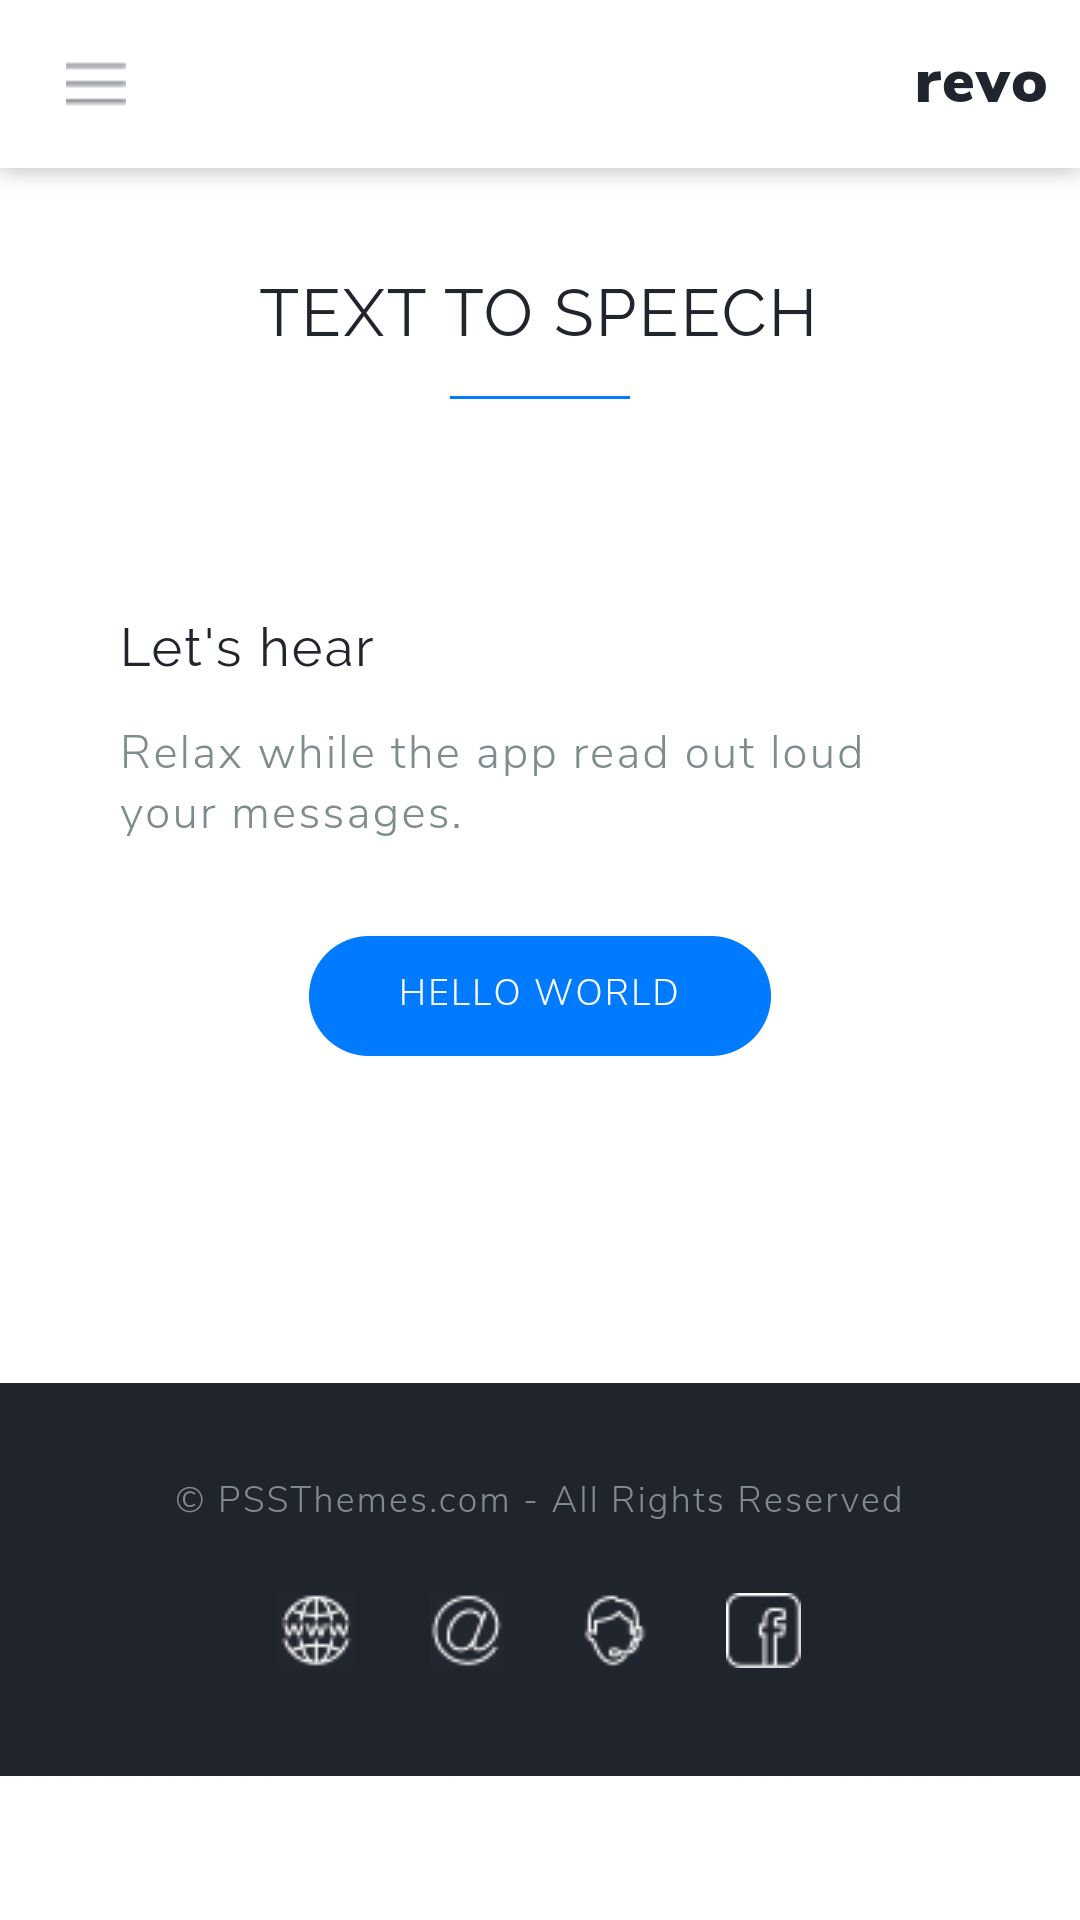 revo
TEXT TO SPEECH
Let's hear
Relax while the app read out loud
your messages.
HELLO WORLD
© PSSThemes.com - All Rights Reserved
www
@
f